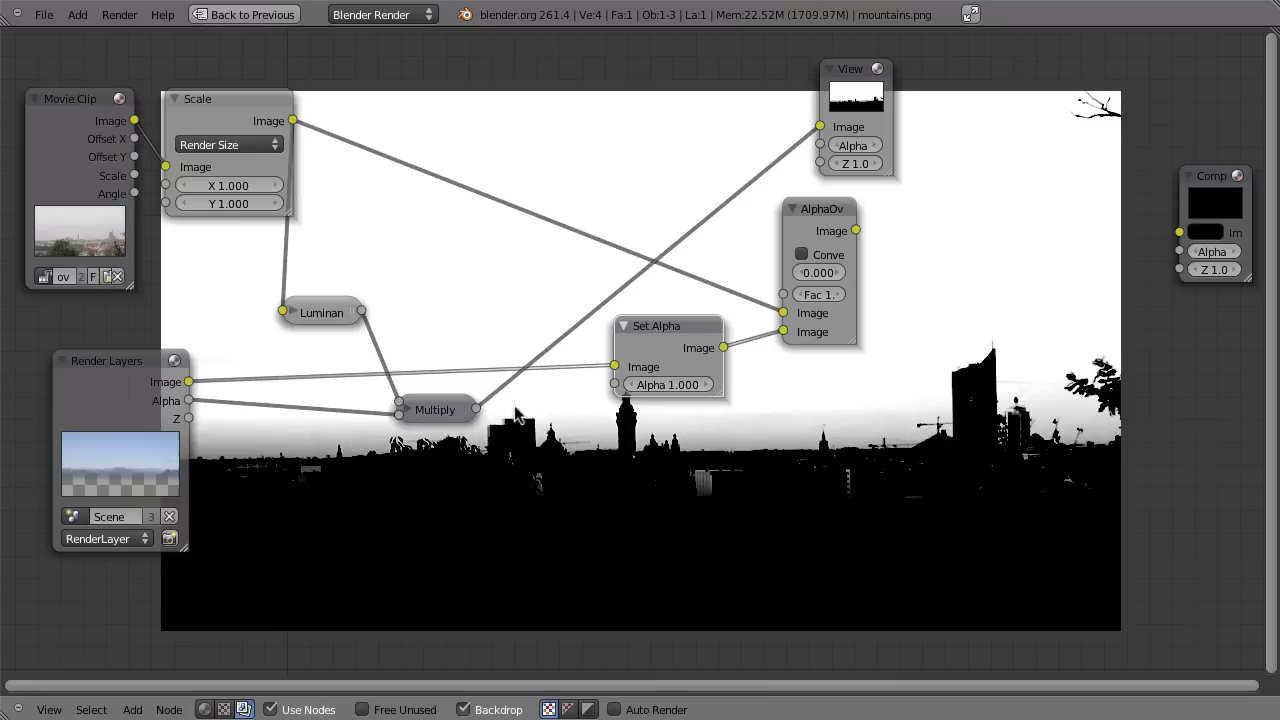 File Add Render Help Back to Previous Blender Render blender.org 261.4 | Ve:4 | Fa:1 | Ob:1-3 | La:1 | Mem:22.52M (1709.97M) | mountains.png
Movie Clip
Image
Offset X
Offset Y
Scale
Angle
ov 2 F
Scale
Image
Render Size
Image
X 1.000
Y 1.000
View
Image
Alpha
Z 1.0
Comp
Im
Alpha
Z 1.0
AlphaOv
Image
Conve
0.000
Fac 1.
Image
Image
Luminan
Set Alpha
Image
Image
Alpha 1.000
Multiply
Render Layers
Image
Alpha
Z
Scene 3
RenderLayer
View Select Add Node Use Nodes Free Unused Backdrop Auto Render